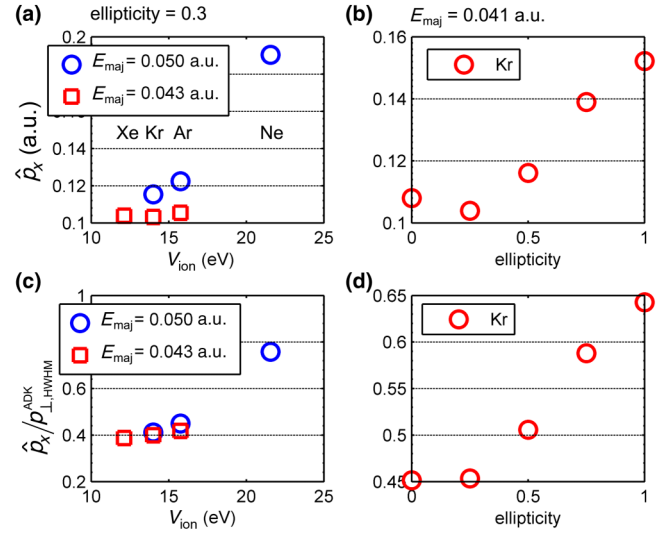 (a) ellipticity = 0.3
0.2
E_maj = 0.050 a.u.
E_maj = 0.043 a.u.
Xe Kr Ar Ne
0.14
0.12
0.1
10 15 20 25
V_ion (eV)
p̂_x (a.u.)
(b) E_maj = 0.041 a.u.
0.16
Kr
0.14
0.12
0.1
0 0.5 1
ellipticity
(c)
1
E_maj = 0.050 a.u.
E_maj = 0.043 a.u.
0.6
0.4
0.2
10 15 20 25
V_ion (eV)
p̂_x/p^ADK_⊥,HWHM
(d)
0.65
Kr
0.6
0.55
0.5
0.45
0 0.5 1
ellipticity